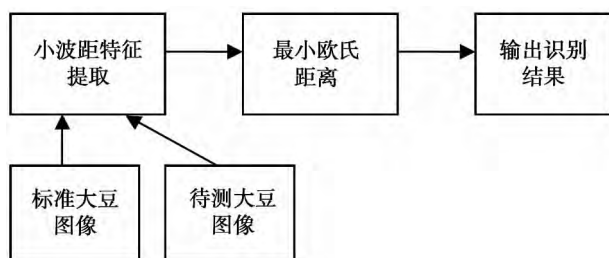 小波距特征
提取
最小欧氏
距离
输出识别
结果
标准大豆
图像
待测大豆
图像